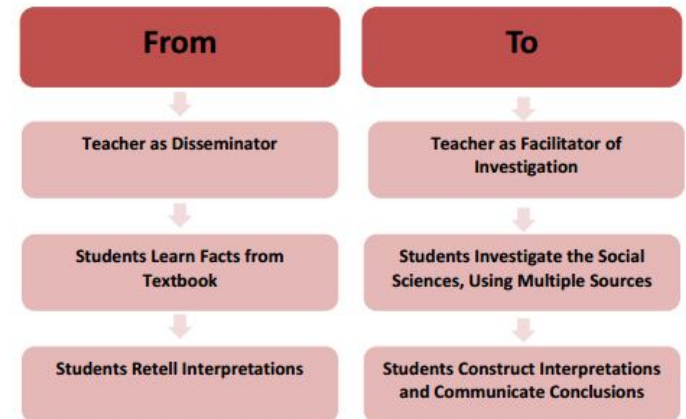 From
Teacher as Disseminator
Students Learn Facts from
Textbook
Students Retell Interpretations
To
Teacher as Facilitator of
Investigation
Students Investigate the Social
Sciences, Using Multiple Sources
Students Construct Interpretations
and Communicate Conclusions